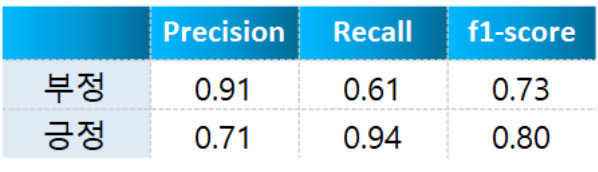 Precision Recall f1-score
부정 0.91 0.61 0.73
긍정 0.71 0.94 0.80